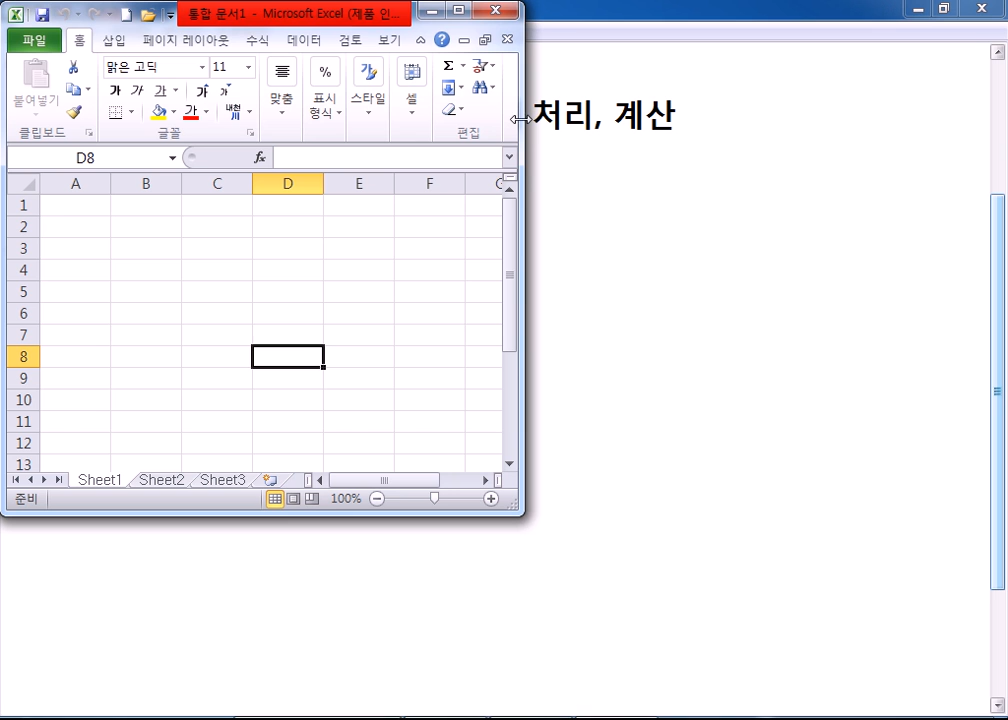 통합 문서1 - Microsoft Excel (제품 인...
파일 홈 삽입 페이지 레이아웃 수식 데이터 검토 보기
붙여넣기
클립보드
맑은 고딕 11
가 가 가 가 가
가 내천
글꼴
맞춤
%
표시 형식
스타일
셀
Σ
편집
처리, 계산
D8 fx
A B C D E F G
1
2
3
4
5
6
7
8
9
10
11
12
13
Sheet1 Sheet2 Sheet3
준비 100%